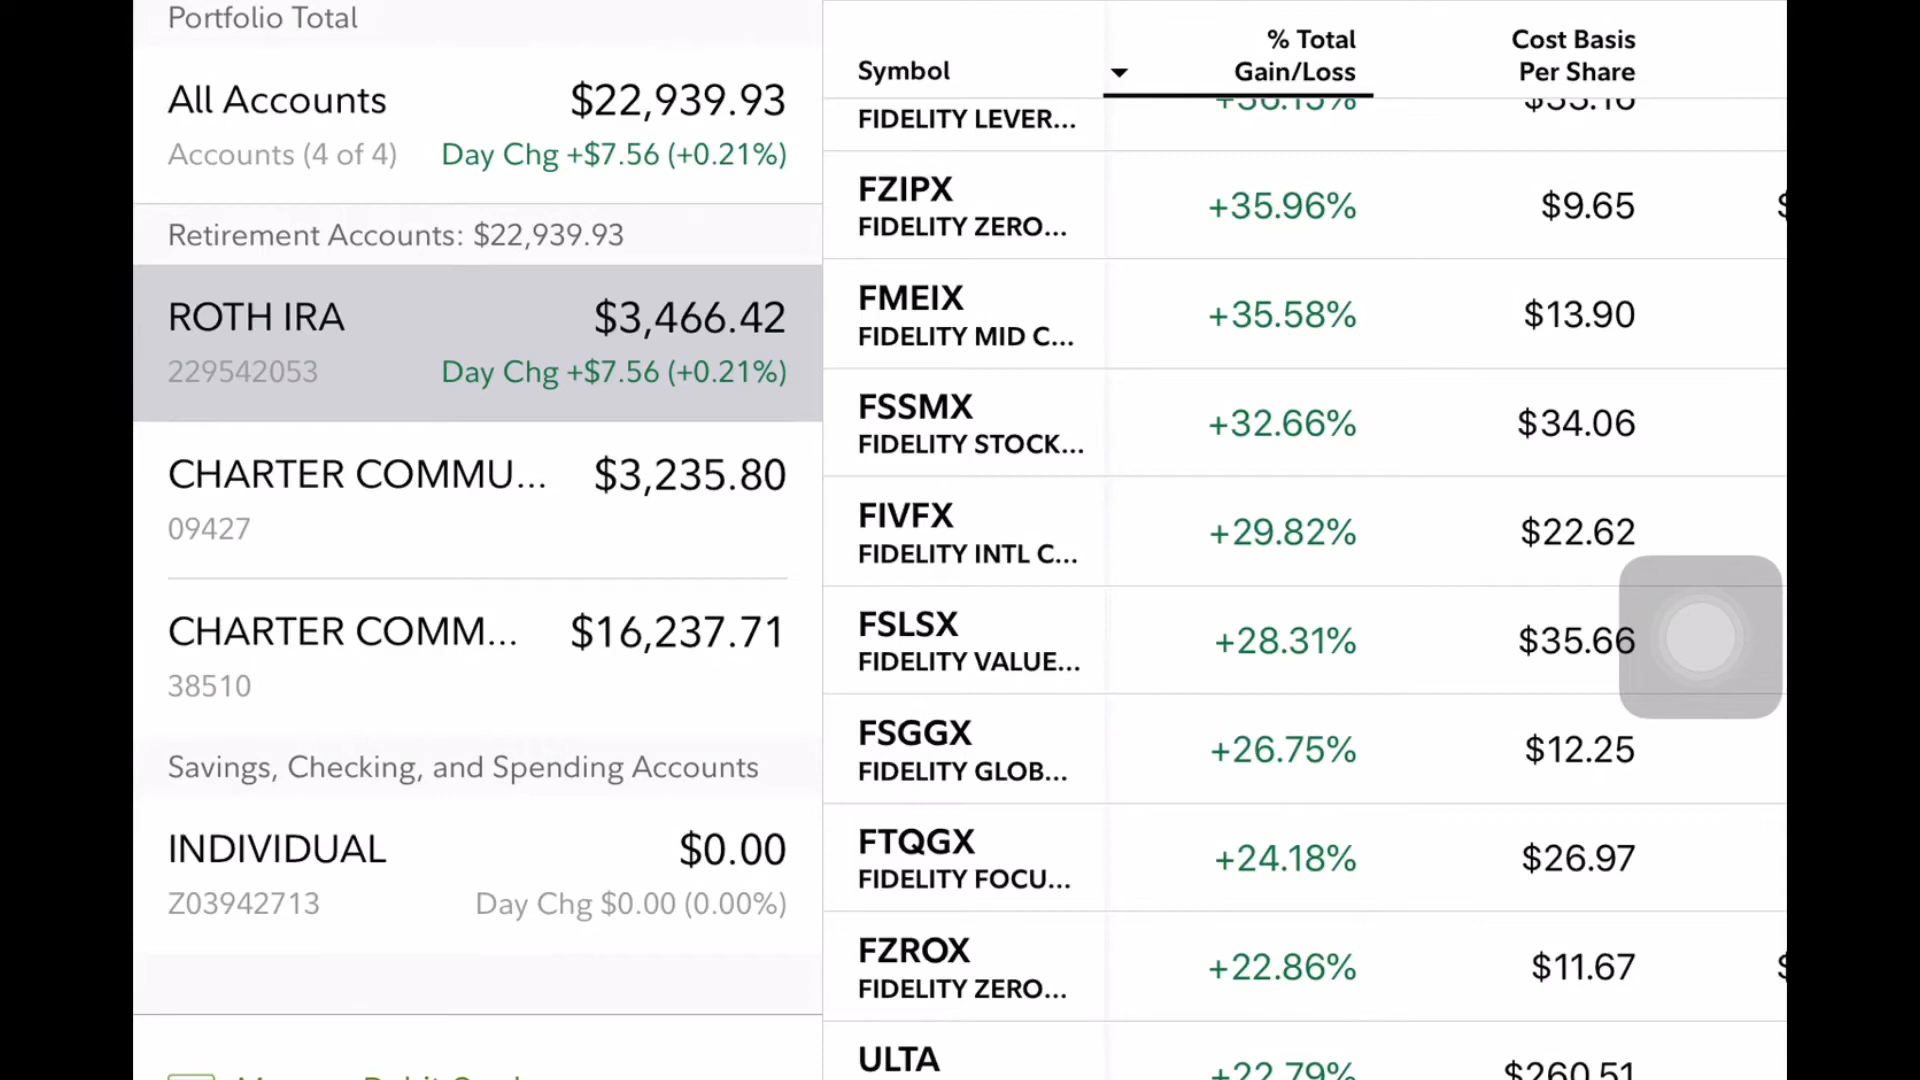 Portfolio Total
All Accounts $22,939.93
Accounts (4 of 4) Day Chg +$7.56 (+0.21%)
Retirement Accounts: $22,939.93
ROTH IRA $3,466.42
229542053 Day Chg +$7.56 (+0.21%)
CHARTER COMMU... $3,235.80
09427
CHARTER COMM... $16,237.71
38510
Savings, Checking, and Spending Accounts
INDIVIDUAL $0.00
Z03942713 Day Chg $0.00 (0.00%)
Symbol % Total Gain/Loss Cost Basis Per Share
FIDELITY LEVER...
FZIPX +35.96% $9.65
FIDELITY ZERO...
FMEIX +35.58% $13.90
FIDELITY MID C...
FSSMX +32.66% $34.06
FIDELITY STOCK...
FIVFX +29.82% $22.62
FIDELITY INTL C...
FSLSX +28.31% $35.66
FIDELITY VALUE...
FSGGX +26.75% $12.25
FIDELITY GLOB...
FTQGX +24.18% $26.97
FIDELITY FOCU...
FZROX +22.86% $11.67
FIDELITY ZERO...
ULTA +22.79% $260.51